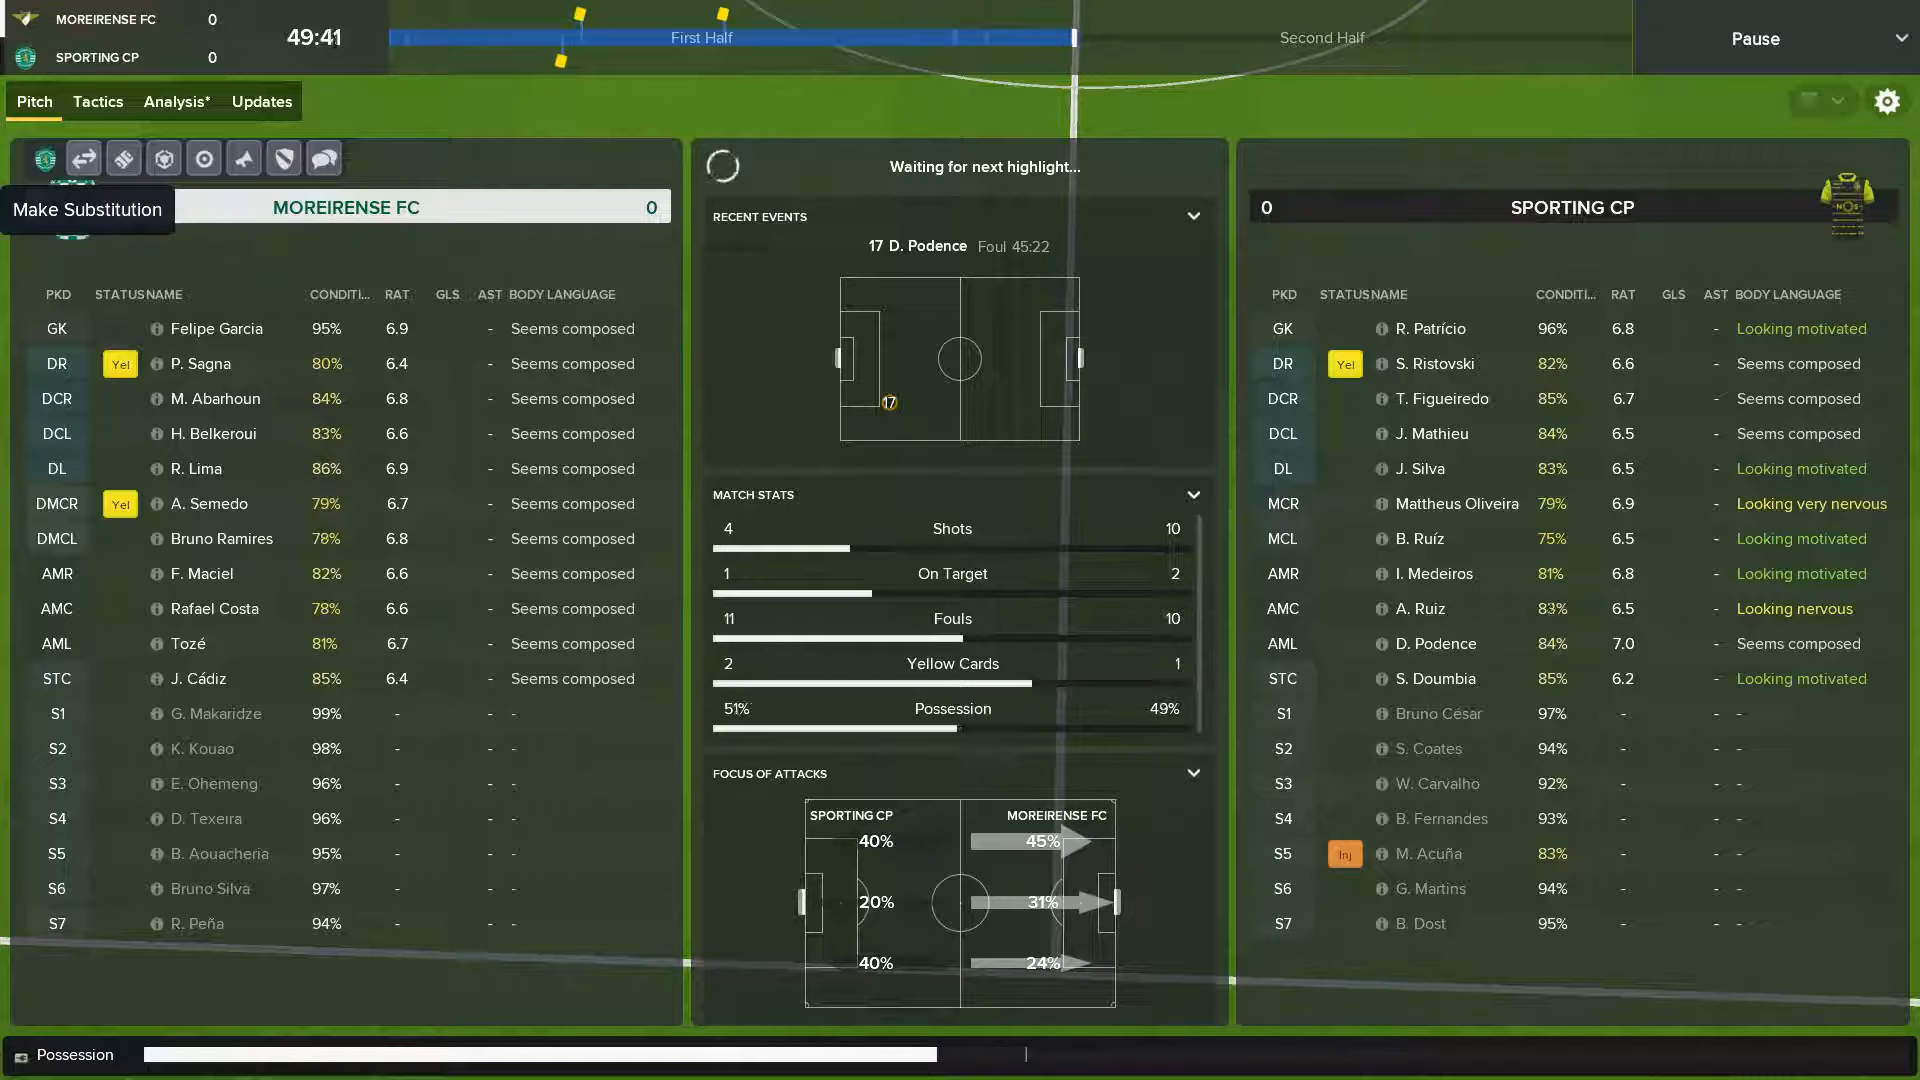 MOREIRENSE FC 0
SPORTING CP 0
49:41
First Half
Second Half
Pause
Pitch Tactics Analysis* Updates
Make Substitution
MOREIRENSE FC 0
PKD STATUS NAME CONDITI... RAT GLS AST BODY LANGUAGE
GK Felipe Garcia 95% 6.9 - Seems composed
DR Yel P. Sagna 80% 6.4 - Seems composed
DCR M. Abarhoun 84% 6.8 - Seems composed
DCL H. Belkeroui 83% 6.6 - Seems composed
DL R. Lima 86% 6.9 - Seems composed
DMCR Yel A. Semedo 79% 6.7 - Seems composed
DMCL Bruno Ramires 78% 6.8 - Seems composed
AMR F. Maciel 82% 6.6 - Seems composed
AMC Rafael Costa 78% 6.6 - Seems composed
AML Tozé 81% 6.7 - Seems composed
STC J. Cádiz 85% 6.4 - Seems composed
S1 G. Makaridze 99% - - -
S2 K. Kouao 98% - - -
S3 E. Ohemeng 96% - - -
S4 D. Texeira 96% - - -
S5 B. Aouacheria 95% - - -
S6 Bruno Silva 97% - - -
S7 R. Peña 94% - - -
Waiting for next highlight...
RECENT EVENTS
17 D. Podence Foul 45:22
17
MATCH STATS
4 Shots 10
1 On Target 2
11 Fouls 10
2 Yellow Cards 1
51% Possession 49%
FOCUS OF ATTACKS
SPORTING CP MOREIRENSE FC
40% 45%
20% 31%
40% 24%
0 SPORTING CP
NOS
PKD STATUS NAME CONDITI... RAT GLS AST BODY LANGUAGE
GK R. Patrício 96% 6.8 - Looking motivated
DR Yel S. Ristovski 82% 6.6 - Seems composed
DCR T. Figueiredo 85% 6.7 - Seems composed
DCL J. Mathieu 84% 6.5 - Seems composed
DL J. Silva 83% 6.5 - Looking motivated
MCR Mattheus Oliveira 79% 6.9 - Looking very nervous
MCL B. Ruíz 75% 6.5 - Looking motivated
AMR I. Medeiros 81% 6.8 - Looking motivated
AMC A. Ruiz 83% 6.5 - Looking nervous
AML D. Podence 84% 7.0 - Seems composed
STC S. Doumbia 85% 6.2 - Looking motivated
S1 Bruno César 97% - - -
S2 S. Coates 94% - - -
S3 W. Carvalho 92% - - -
S4 B. Fernandes 93% - - -
S5 Inj M. Acuña 83% - - -
S6 G. Martins 94% - - -
S7 B. Dost 95% - - -
Possession